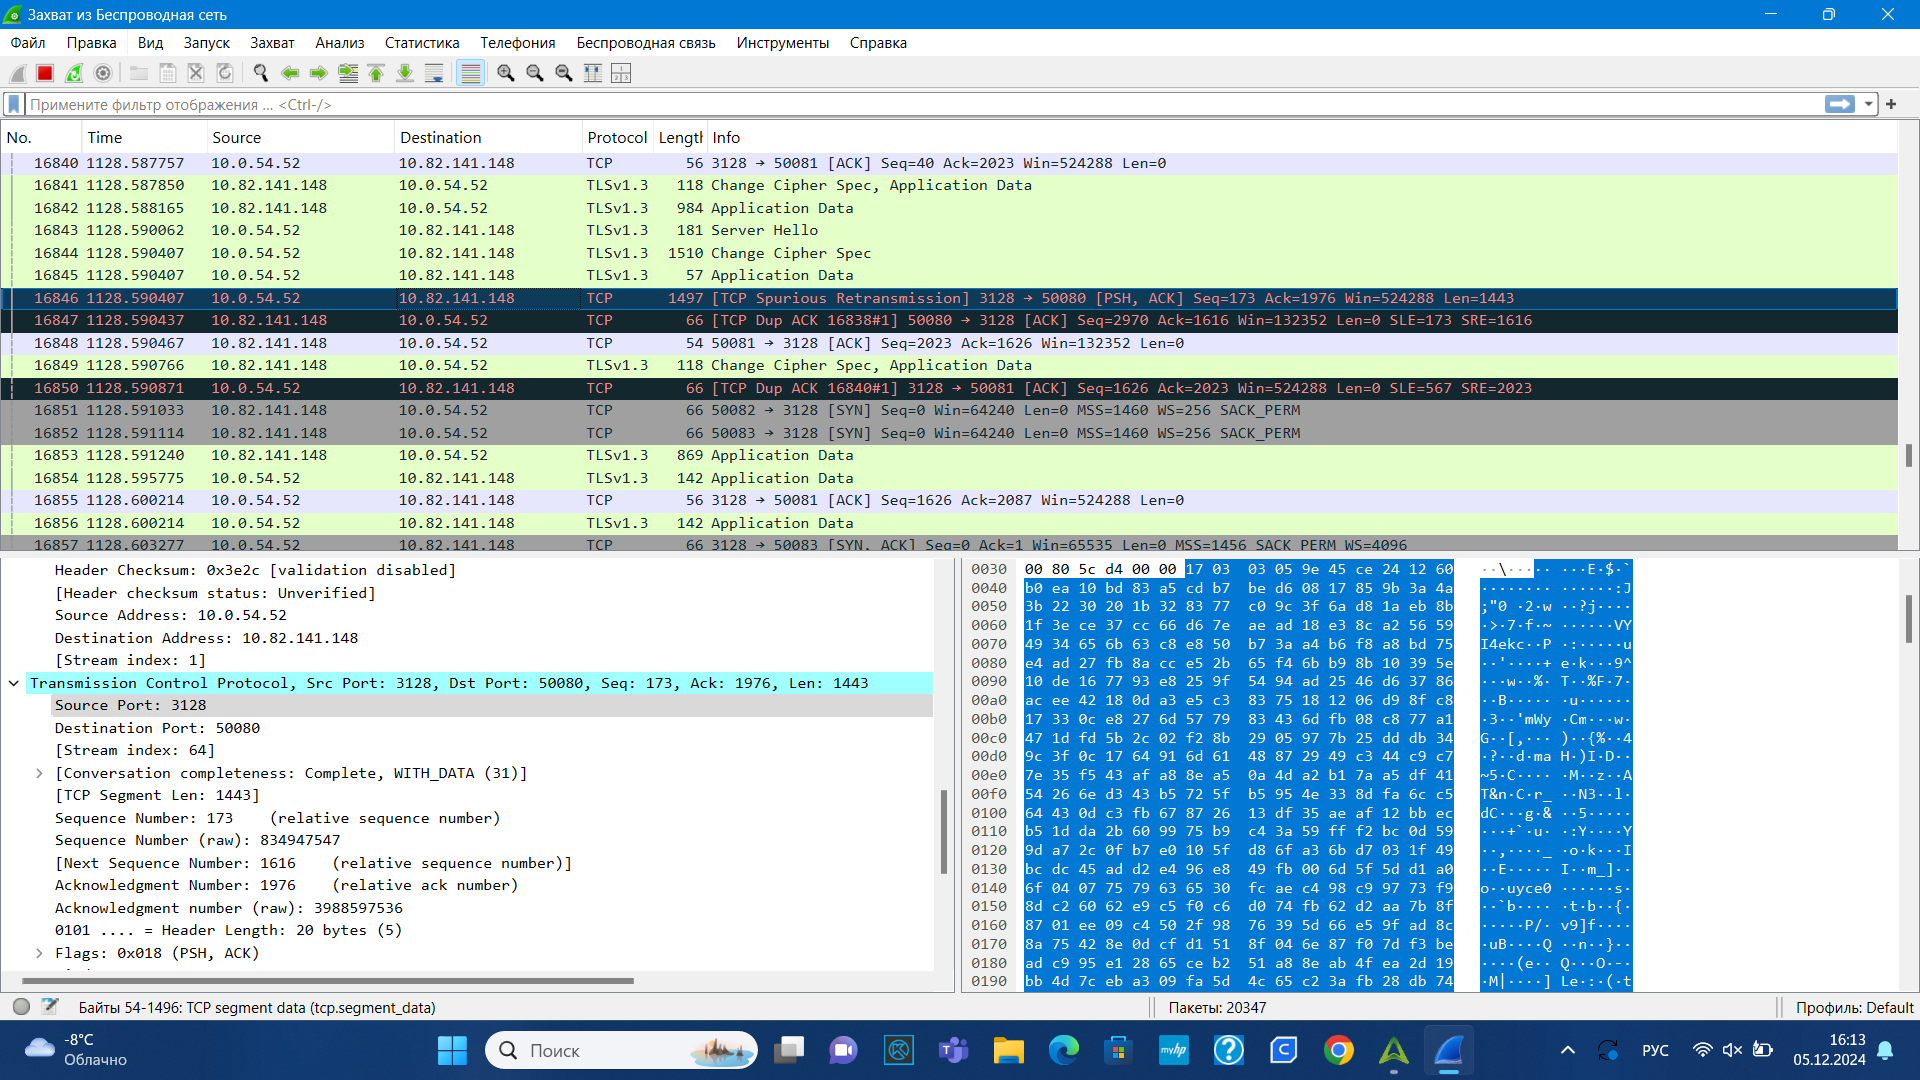 Захват из Беспроводная сеть
Файл Правка Вид Запуск Захват Анализ Статистика Телефония Беспроводная связь Инструменты Справка
Примените фильтр отображения ... <Ctrl-/>
No. Time Source Destination Protocol Length Info
16840 1128.587757 10.0.54.52 10.82.141.148 TCP 56 3128 → 50081 [ACK] Seq=40 Ack=2023 Win=524288 Len=0
16841 1128.587850 10.82.141.148 10.0.54.52 TLSv1.3 118 Change Cipher Spec, Application Data
16842 1128.588165 10.82.141.148 10.0.54.52 TLSv1.3 984 Application Data
16843 1128.590062 10.0.54.52 10.82.141.148 TLSv1.3 181 Server Hello
16844 1128.590407 10.0.54.52 10.82.141.148 TLSv1.3 1510 Change Cipher Spec
16845 1128.590407 10.0.54.52 10.82.141.148 TLSv1.3 57 Application Data
16846 1128.590407 10.0.54.52 10.82.141.148 TCP 1497 [TCP Spurious Retransmission] 3128 → 50080 [PSH, ACK] Seq=173 Ack=1976 Win=524288 Len=1443
16847 1128.590437 10.82.141.148 10.0.54.52 TCP 66 [TCP Dup ACK 16838#1] 50080 → 3128 [ACK] Seq=2970 Ack=1616 Win=132352 Len=0 SLE=173 SRE=1616
16848 1128.590467 10.82.141.148 10.0.54.52 TCP 54 50081 → 3128 [ACK] Seq=2023 Ack=1626 Win=132352 Len=0
16849 1128.590766 10.82.141.148 10.0.54.52 TLSv1.3 118 Change Cipher Spec, Application Data
16850 1128.590871 10.0.54.52 10.82.141.148 TCP 66 [TCP Dup ACK 16840#1] 3128 → 50081 [ACK] Seq=1626 Ack=2023 Win=524288 Len=0 SLE=567 SRE=2023
16851 1128.591033 10.82.141.148 10.0.54.52 TCP 66 50082 → 3128 [SYN] Seq=0 Win=64240 Len=0 MSS=1460 WS=256 SACK_PERM
16852 1128.591114 10.82.141.148 10.0.54.52 TCP 66 50083 → 3128 [SYN] Seq=0 Win=64240 Len=0 MSS=1460 WS=256 SACK_PERM
16853 1128.591240 10.82.141.148 10.0.54.52 TLSv1.3 869 Application Data
16854 1128.595775 10.0.54.52 10.82.141.148 TLSv1.3 142 Application Data
16855 1128.600214 10.0.54.52 10.82.141.148 TCP 56 3128 → 50081 [ACK] Seq=1626 Ack=2087 Win=524288 Len=0
16856 1128.600214 10.0.54.52 10.82.141.148 TLSv1.3 142 Application Data
16857 1128.603277 10.0.54.52 10.82.141.148 TCP 66 3128 → 50083 [SYN, ACK] Seq=0 Ack=1 Win=65535 Len=0 MSS=1456 SACK_PERM WS=4096
Header Checksum: 0x3e2c [validation disabled]
[Header checksum status: Unverified]
Source Address: 10.0.54.52
Destination Address: 10.82.141.148
[Stream index: 1]
Transmission Control Protocol, Src Port: 3128, Dst Port: 50080, Seq: 173, Ack: 1976, Len: 1443
Source Port: 3128
Destination Port: 50080
[Stream index: 64]
[Conversation completeness: Complete, WITH_DATA (31)]
[TCP Segment Len: 1443]
Sequence Number: 173 (relative sequence number)
Sequence Number (raw): 834947547
[Next Sequence Number: 1616 (relative sequence number)]
Acknowledgment Number: 1976 (relative ack number)
Acknowledgment number (raw): 3988597536
0101 .... = Header Length: 20 bytes (5)
Flags: 0x018 (PSH, ACK)
0030 00 80 5c d4 00 00 17 03 03 05 9e 45 ce 24 12 60
0040 b0 ea 10 bd 83 a5 cd b7 be d6 08 17 85 9b 3a 4a
0050 3b 22 30 20 1b 32 83 77 c0 9c 3f 6a d8 1a eb 8b
0060 1f 3e ce 37 cc 66 d6 7e ae ad 18 e3 8c a2 56 59
0070 49 34 65 6b 63 c8 e8 50 b7 3a a4 b6 f8 a8 bd 75
0080 e4 ad 27 fb 8a cc e5 2b 65 f4 6b b9 8b 10 39 5e
0090 10 de 16 77 93 e8 25 9f 54 94 ad 25 46 d6 37 86
00a0 ac ee 42 18 0d a3 e5 c3 83 75 18 12 06 d9 8f c8
00b0 17 33 0c e8 27 6d 57 79 83 43 6d fb 08 c8 77 a1
00c0 47 1d fd 5b 2c 02 f2 8b 29 05 97 7b 25 dd db 34
00d0 9c 3f 0c 17 64 91 6d 61 48 87 29 49 c3 44 c9 c7
00e0 7e 35 f5 43 af a8 8e a5 0a 4d a2 b1 7a a5 df 41
00f0 54 26 6e d3 43 b5 72 5f b5 95 4e 33 8d fa 6c c5
0100 64 43 0d c3 fb 67 87 26 13 df 35 ae af 12 bb ec
0110 b5 1d da 2b 60 99 75 b9 c4 3a 59 ff f2 bc 0d 59
0120 9d a7 2c 0f b7 e0 10 5f d8 6f a3 6b d7 03 1f 49
0130 bc dc 45 ad d2 e4 96 e8 49 fb 00 6d 5f 5d d1 a0
0140 6f 04 07 75 79 63 65 30 fc ae c4 98 c9 97 73 f9
0150 8d c2 60 62 e9 c5 f0 c6 d0 74 fb 62 d2 aa 7b 8f
0160 87 01 ee 09 c4 50 2f 98 76 39 5d 66 e5 9f ad 8c
0170 8a 75 42 8e 0d cf d1 51 8f 04 6e 87 f0 7d f3 be
0180 ad c9 95 e1 28 65 ce b2 51 a8 8e ab 4f ea 2d 19
0190 bb 4d 7c eb a3 09 fa 5d 4c 65 c2 3a fb 28 db 74
Байты 54-1496: TCP segment data (tcp.segment_data)
Пакеты: 20347
Профиль: Default
-8°C
Облачно
Поиск
РУС
16:13
05.12.2024